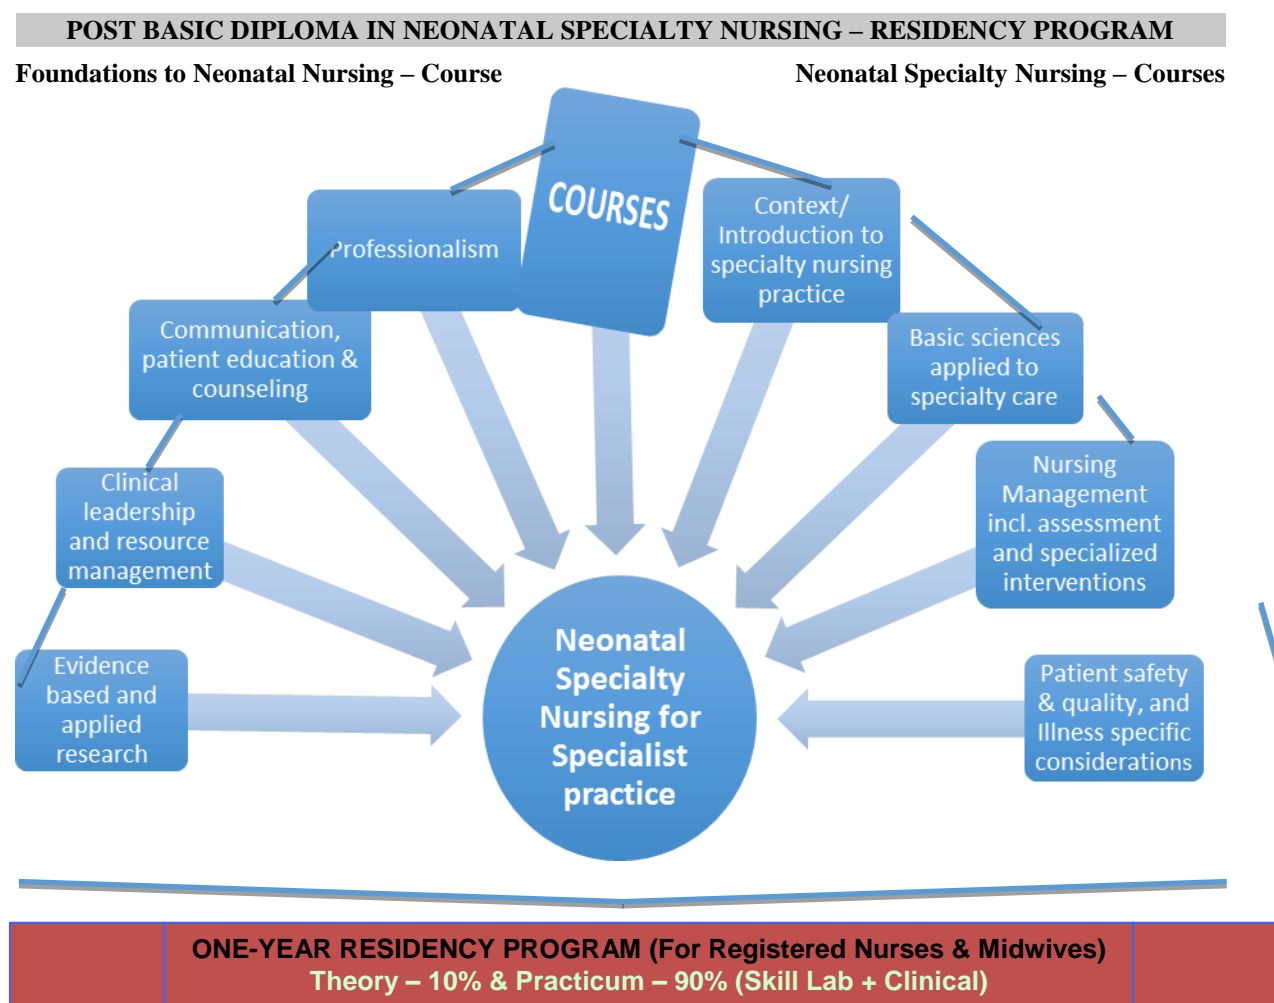 POST BASIC DIPLOMA IN NEONATAL SPECIALTY NURSING – RESIDENCY PROGRAM
Foundations to Neonatal Nursing – Course
Neonatal Specialty Nursing – Courses
COURSES
Professionalism
Communication,
patient education &
counseling
Clinical
leadership
and resource
management
Evidence
based and
applied
research
Context/
Introduction to
specialty nursing
practice
Basic sciences
applied to
specialty care
Nursing
Management
incl. assessment
and specialized
interventions
Patient safety
& quality, and
Illness specific
considerations
Neonatal
Specialty
Nursing for
Specialist
practice
ONE-YEAR RESIDENCY PROGRAM (For Registered Nurses & Midwives)
Theory – 10% & Practicum – 90% (Skill Lab + Clinical)